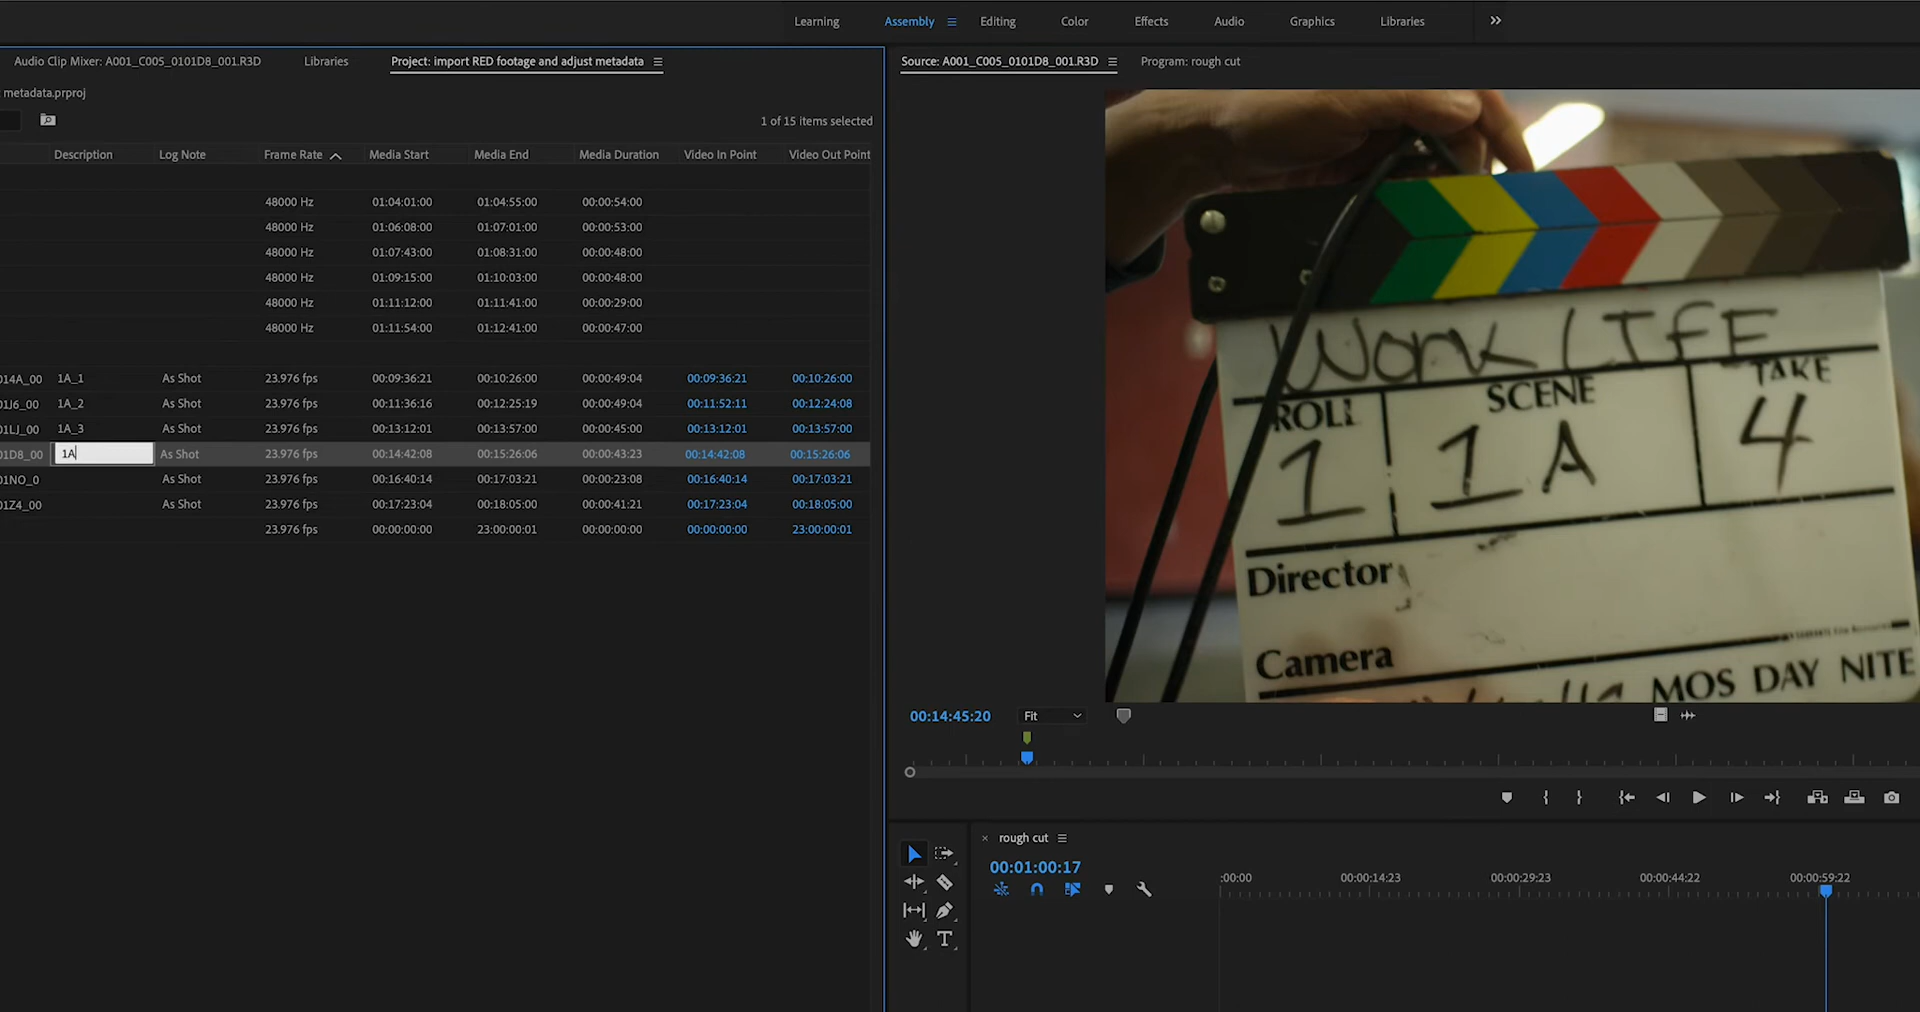 Learning Assembly Editing Color Effects Audio Graphics Libraries
Audio Clip Mixer: A001_C005_0101D8_001.R3D Libraries Project: import RED footage and adjust metadata
metadata.prproj
1 of 15 items selected
Description Log Note Frame Rate Media Start Media End Media Duration Video In Point Video Out Point
48000 Hz 01:04:01:00 01:04:55:00 00:00:54:00
48000 Hz 01:06:08:00 01:07:01:00 00:00:53:00
48000 Hz 01:07:43:00 01:08:31:00 00:00:48:00
48000 Hz 01:09:15:00 01:10:03:00 00:00:48:00
48000 Hz 01:11:12:00 01:11:41:00 00:00:29:00
48000 Hz 01:11:54:00 01:12:41:00 00:00:47:00
014A_00 1A_1 As Shot 23.976 fps 00:09:36:21 00:10:26:00 00:00:49:04 00:09:36:21 00:10:26:00
01J6_00 1A_2 As Shot 23.976 fps 00:11:36:16 00:12:25:19 00:00:49:04 00:11:52:11 00:12:24:08
01LJ_00 1A_3 As Shot 23.976 fps 00:13:12:01 00:13:57:00 00:00:45:00 00:13:12:01 00:13:57:00
01D8_00 1A As Shot 23.976 fps 00:14:42:08 00:15:26:06 00:00:43:23 00:14:42:08 00:15:26:06
01NO_0 As Shot 23.976 fps 00:16:40:14 00:17:03:21 00:00:23:08 00:16:40:14 00:17:03:21
01Z4_00 As Shot 23.976 fps 00:17:23:04 00:18:05:00 00:00:41:21 00:17:23:04 00:18:05:00
23.976 fps 00:00:00:00 23:00:00:01 00:00:00:00 00:00:00:00 23:00:00:01
Source: A001_C005_0101D8_001.R3D Program: rough cut
Work / LIFE
ROLL SCENE TAKE
1 1A 4
Director
Camera
MOS DAY NITE
00:14:45:20 Fit
rough cut
00:01:00:17
:00:00 00:00:14:23 00:00:29:23 00:00:44:22 00:00:59:22